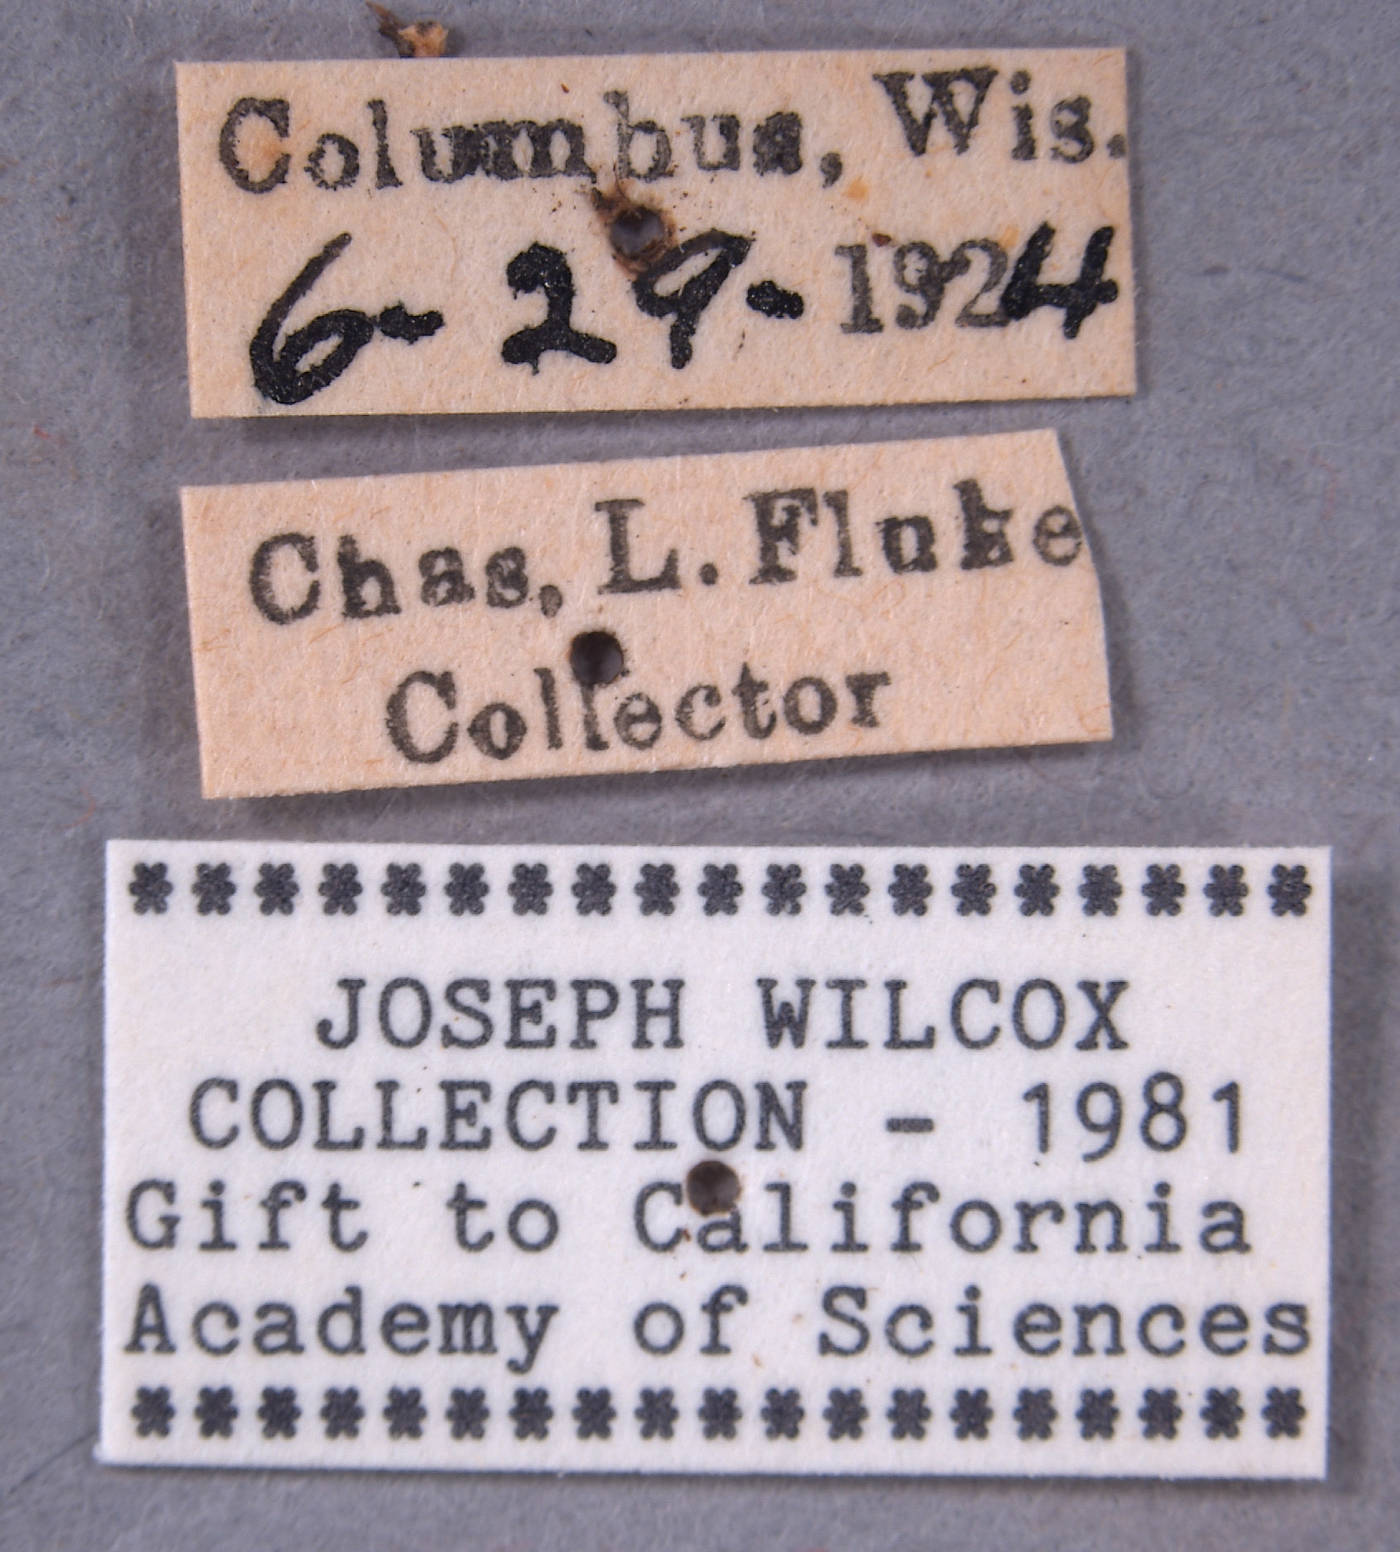 Columbus, Wis.
6-29-1924
Chas, L. Fluke
Collector
*******************
JOSEPH WILCOX
COLLECTION - 1981
Gift to California
Academy of Sciences
*******************